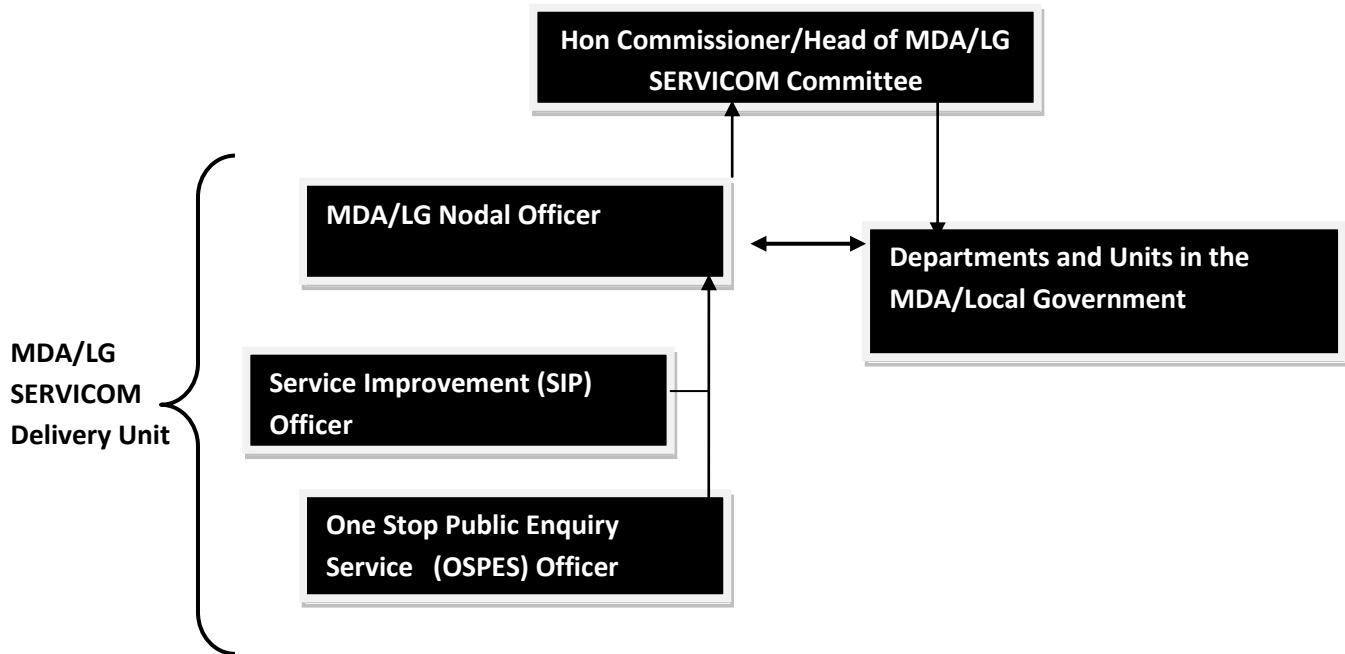 Hon Commissioner/Head of MDA/LG
SERVICOM Committee
MDA/LG Nodal Officer
Departments and Units in the
MDA/Local Government
MDA/LG
SERVICOM
Delivery Unit
Service Improvement (SIP)
Officer
One Stop Public Enquiry
Service (OSPES) Officer